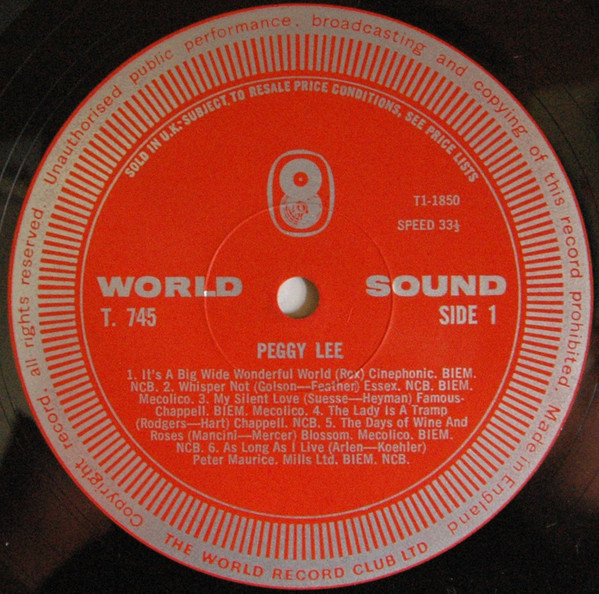 Copyright record. all rights reserved. Unauthorised public performance. broadcasting and copying of this record prohibited. Made in England
SOLD IN U.K.-SUBJECT TO RESALE PRICE CONDITIONS, SEE PRICE LISTS
T1-1850
SPEED 33⅓
WORLD SOUND
T. 745 SIDE 1
PEGGY LEE
1. It's A Big Wide Wonderful World (Rox) Cinephonic. BIEM.
NCB. 2. Whisper Not (Golson—Feather) Essex. NCB. BIEM.
Mecolico. 3. My Silent Love (Suesse—Heyman) Famous-
Chappell. BIEM. Mecolico. 4. The Lady Is A Tramp
(Rodgers—Hart) Chappell. NCB. 5. The Days of Wine And
Roses (Mancini—Mercer) Blossom. Mecolico. BIEM.
NCB. 6. As Long As I Live (Arlen—Koehler)
Peter Maurice. Mills Ltd. BIEM. NCB.
THE WORLD RECORD CLUB LTD